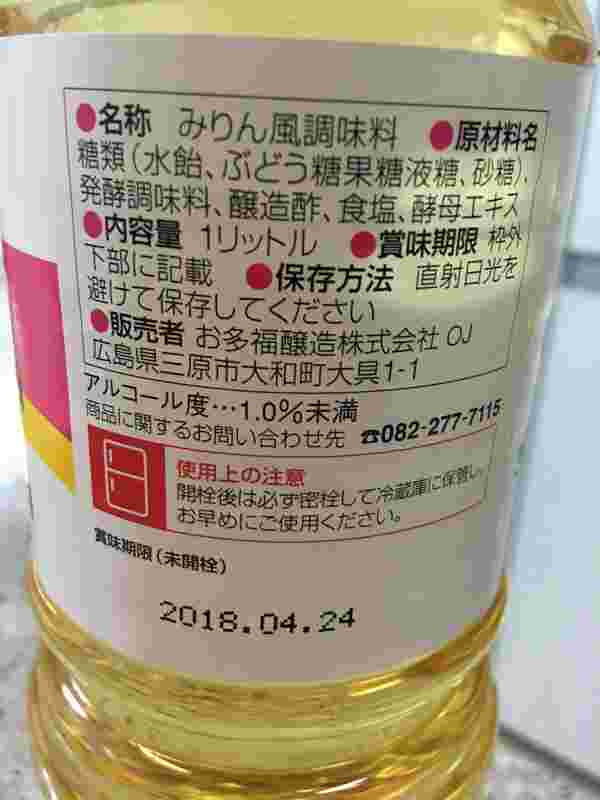 ●名称 みりん風調味料 ●原材料名
糖類(水飴、ぶどう糖果糖液糖、砂糖)、
発酵調味料、醸造酢、食塩、酵母エキス
●内容量 1リットル ●賞味期限 枠外
下部に記載 ●保存方法 直射日光を
避けて保存してください
●販売者 お多福醸造株式会社 OJ
広島県三原市大和町大具1-1
アルコール度…1.0%未満
商品に関するお問い合わせ先 ☎082-277-7115
使用上の注意
開栓後は必ず密栓して冷蔵庫に保管し、
お早めにご使用ください。
賞味期限(未開栓)
2018.04.24